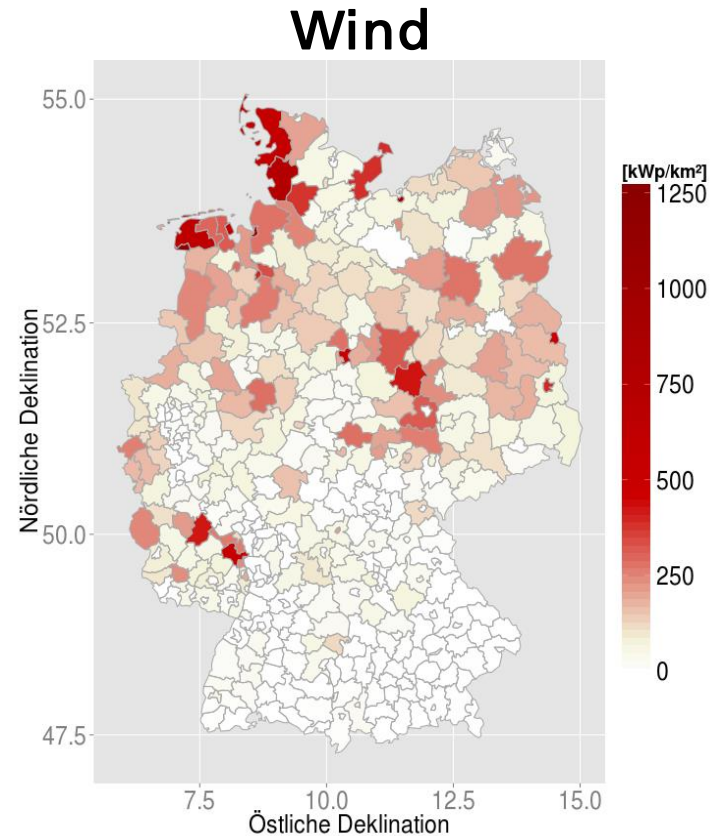 Wind
[kWp/km²]
1250
1000
750
500
250
0
55.0
52.5
50.0
47.5
Nördliche Deklination
7.5 10.0 12.5 15.0
Östliche Deklination